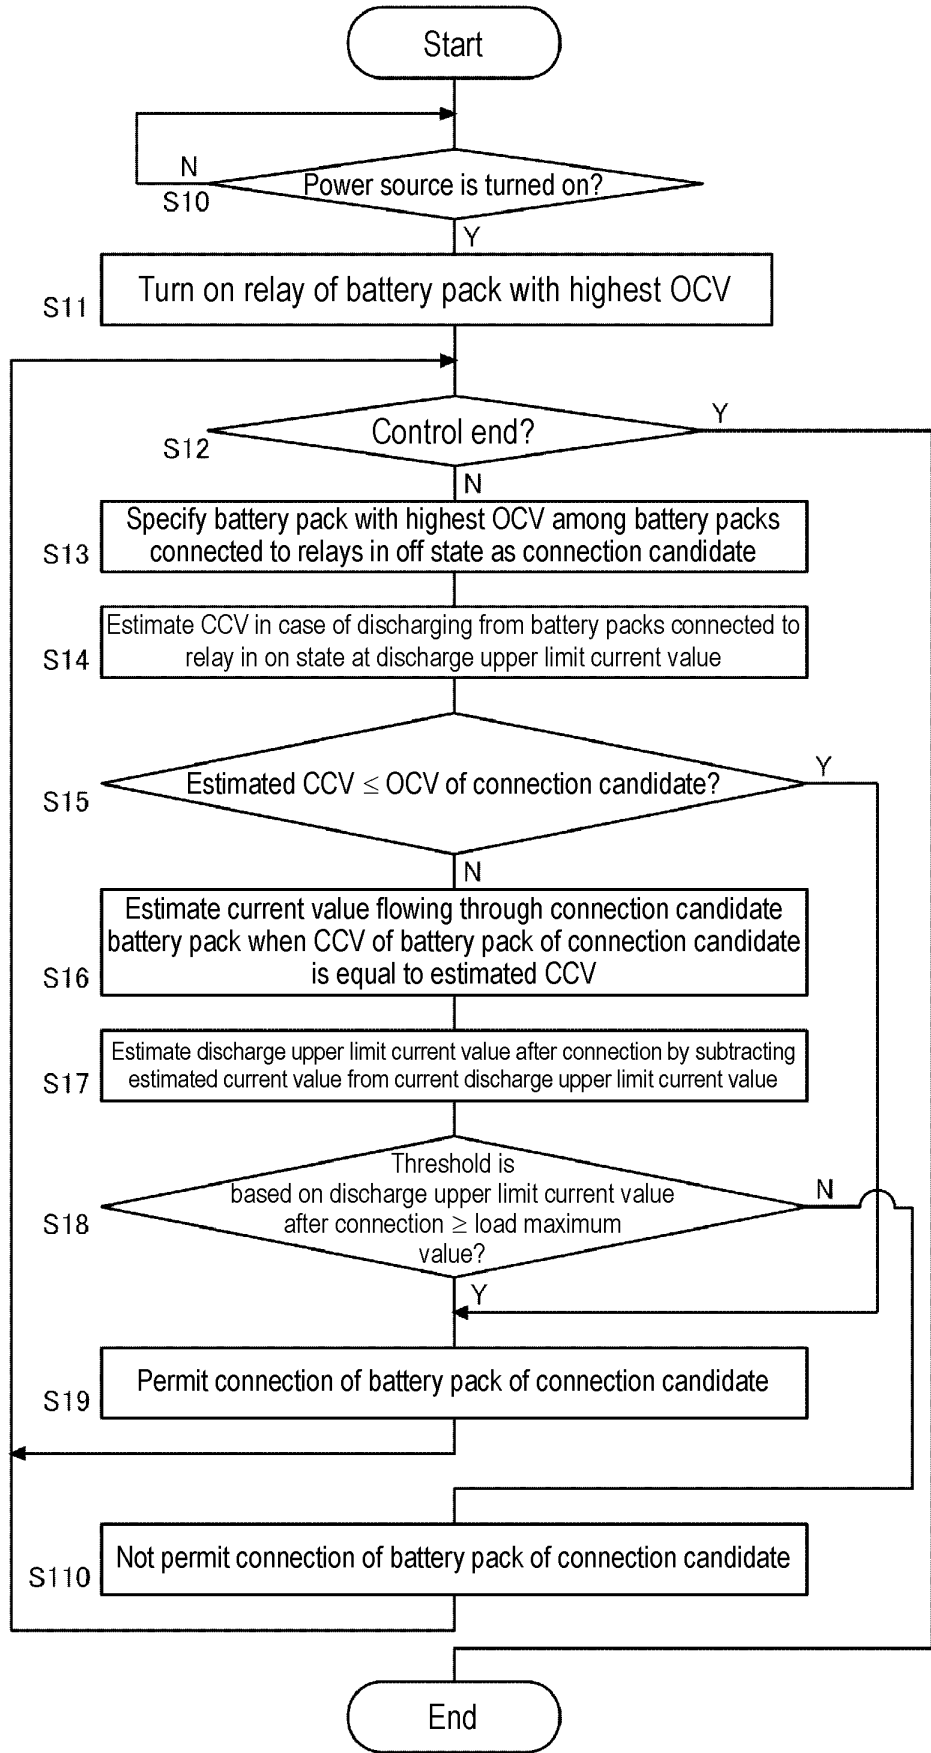 Start
N
Power source is turned on?
S10
Y
Turn on relay of battery pack with highest OCV
S11
Y
Control end?
S12
N
Specify battery pack with highest OCV among battery packs
connected to relays in off state as connection candidate
S13
Estimate CCV in case of discharging from battery packs connected to
relay in on state at discharge upper limit current value
S14
Y
Estimated CCV ≤ OCV of connection candidate?
S15
N
Estimate current value flowing through connection candidate
battery pack when CCV of battery pack of connection candidate
is equal to estimated CCV
S16
Estimate discharge upper limit current value after connection by subtracting
estimated current value from current discharge upper limit current value
S17
Threshold is
based on discharge upper limit current value
after connection ≥ load maximum
value?
N
S18
Y
Permit connection of battery pack of connection candidate
S19
Not permit connection of battery pack of connection candidate
S110
End